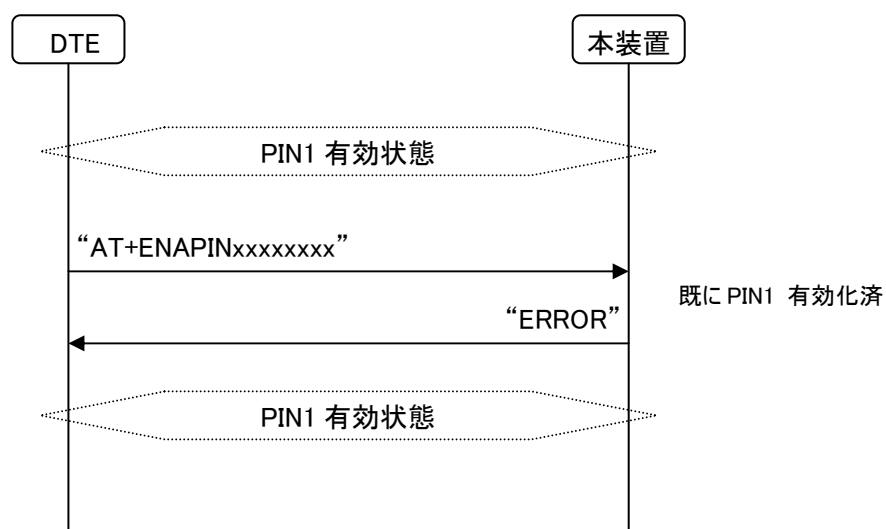 DTE
本装置
PIN1 有効状態
“AT+ENAPINxxxxxxxx”
既に PIN1 有効化済
“ERROR”
PIN1 有効状態